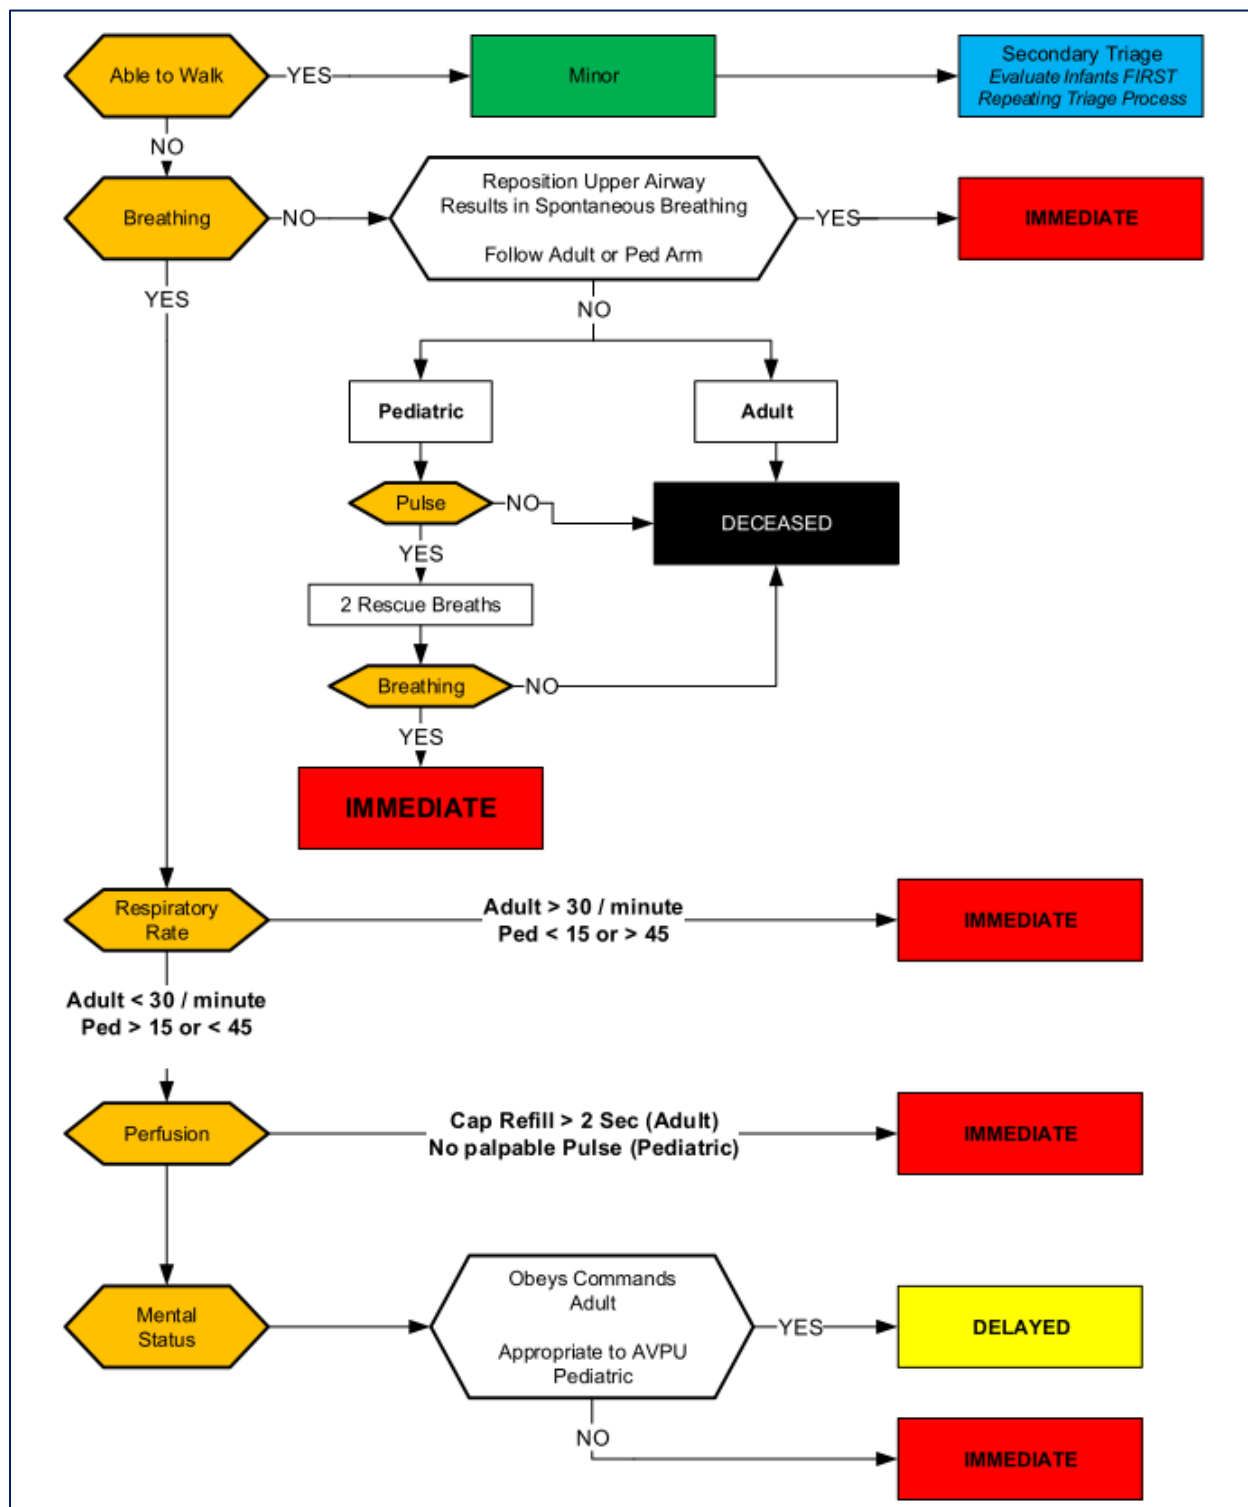 Able to Walk
YES
Minor
Secondary Triage
Evaluate Infants FIRST
Repeating Triage Process
NO
Breathing
NO
Reposition Upper Airway
Results in Spontaneous Breathing
Follow Adult or Ped Arm
YES
IMMEDIATE
YES
NO
Pediatric
Adult
Pulse
NO
DECEASED
YES
2 Rescue Breaths
Breathing
NO
YES
IMMEDIATE
Respiratory
Rate
Adult > 30 / minute
Ped < 15 or > 45
IMMEDIATE
Adult < 30 / minute
Ped > 15 or < 45
Perfusion
Cap Refill > 2 Sec (Adult)
No palpable Pulse (Pediatric)
IMMEDIATE
Mental
Status
Obeys Commands
Adult
Appropriate to AVPU
Pediatric
YES
DELAYED
NO
IMMEDIATE